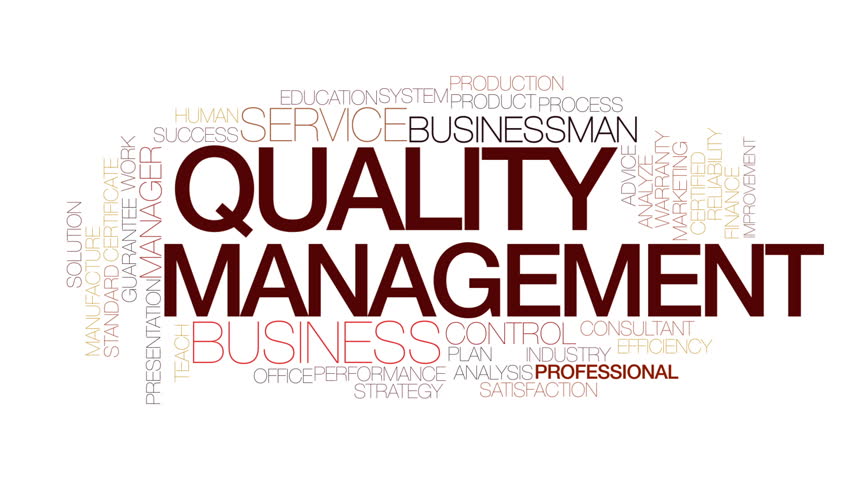 PRODUCTION
EDUCATION SYSTEM PRODUCT PROCESS
HUMAN SERVICE BUSINESSMAN
SUCCESS
QUALITY
MANAGEMENT
SOLUTION
MANUFACTURE
STANDARD CERTIFICATE
GUARANTEE WORK
PRESENTATION MANAGER
TEACH
ADVICE
ANALYZE
WARRANTY
MARKETING
CERTIFIED
RELIABILITY
FINANCE
IMPROVEMENT
BUSINESS CONTROL CONSULTANT
PLAN INDUSTRY EFFICIENCY
OFFICE PERFORMANCE ANALYSIS PROFESSIONAL
STRATEGY SATISFACTION